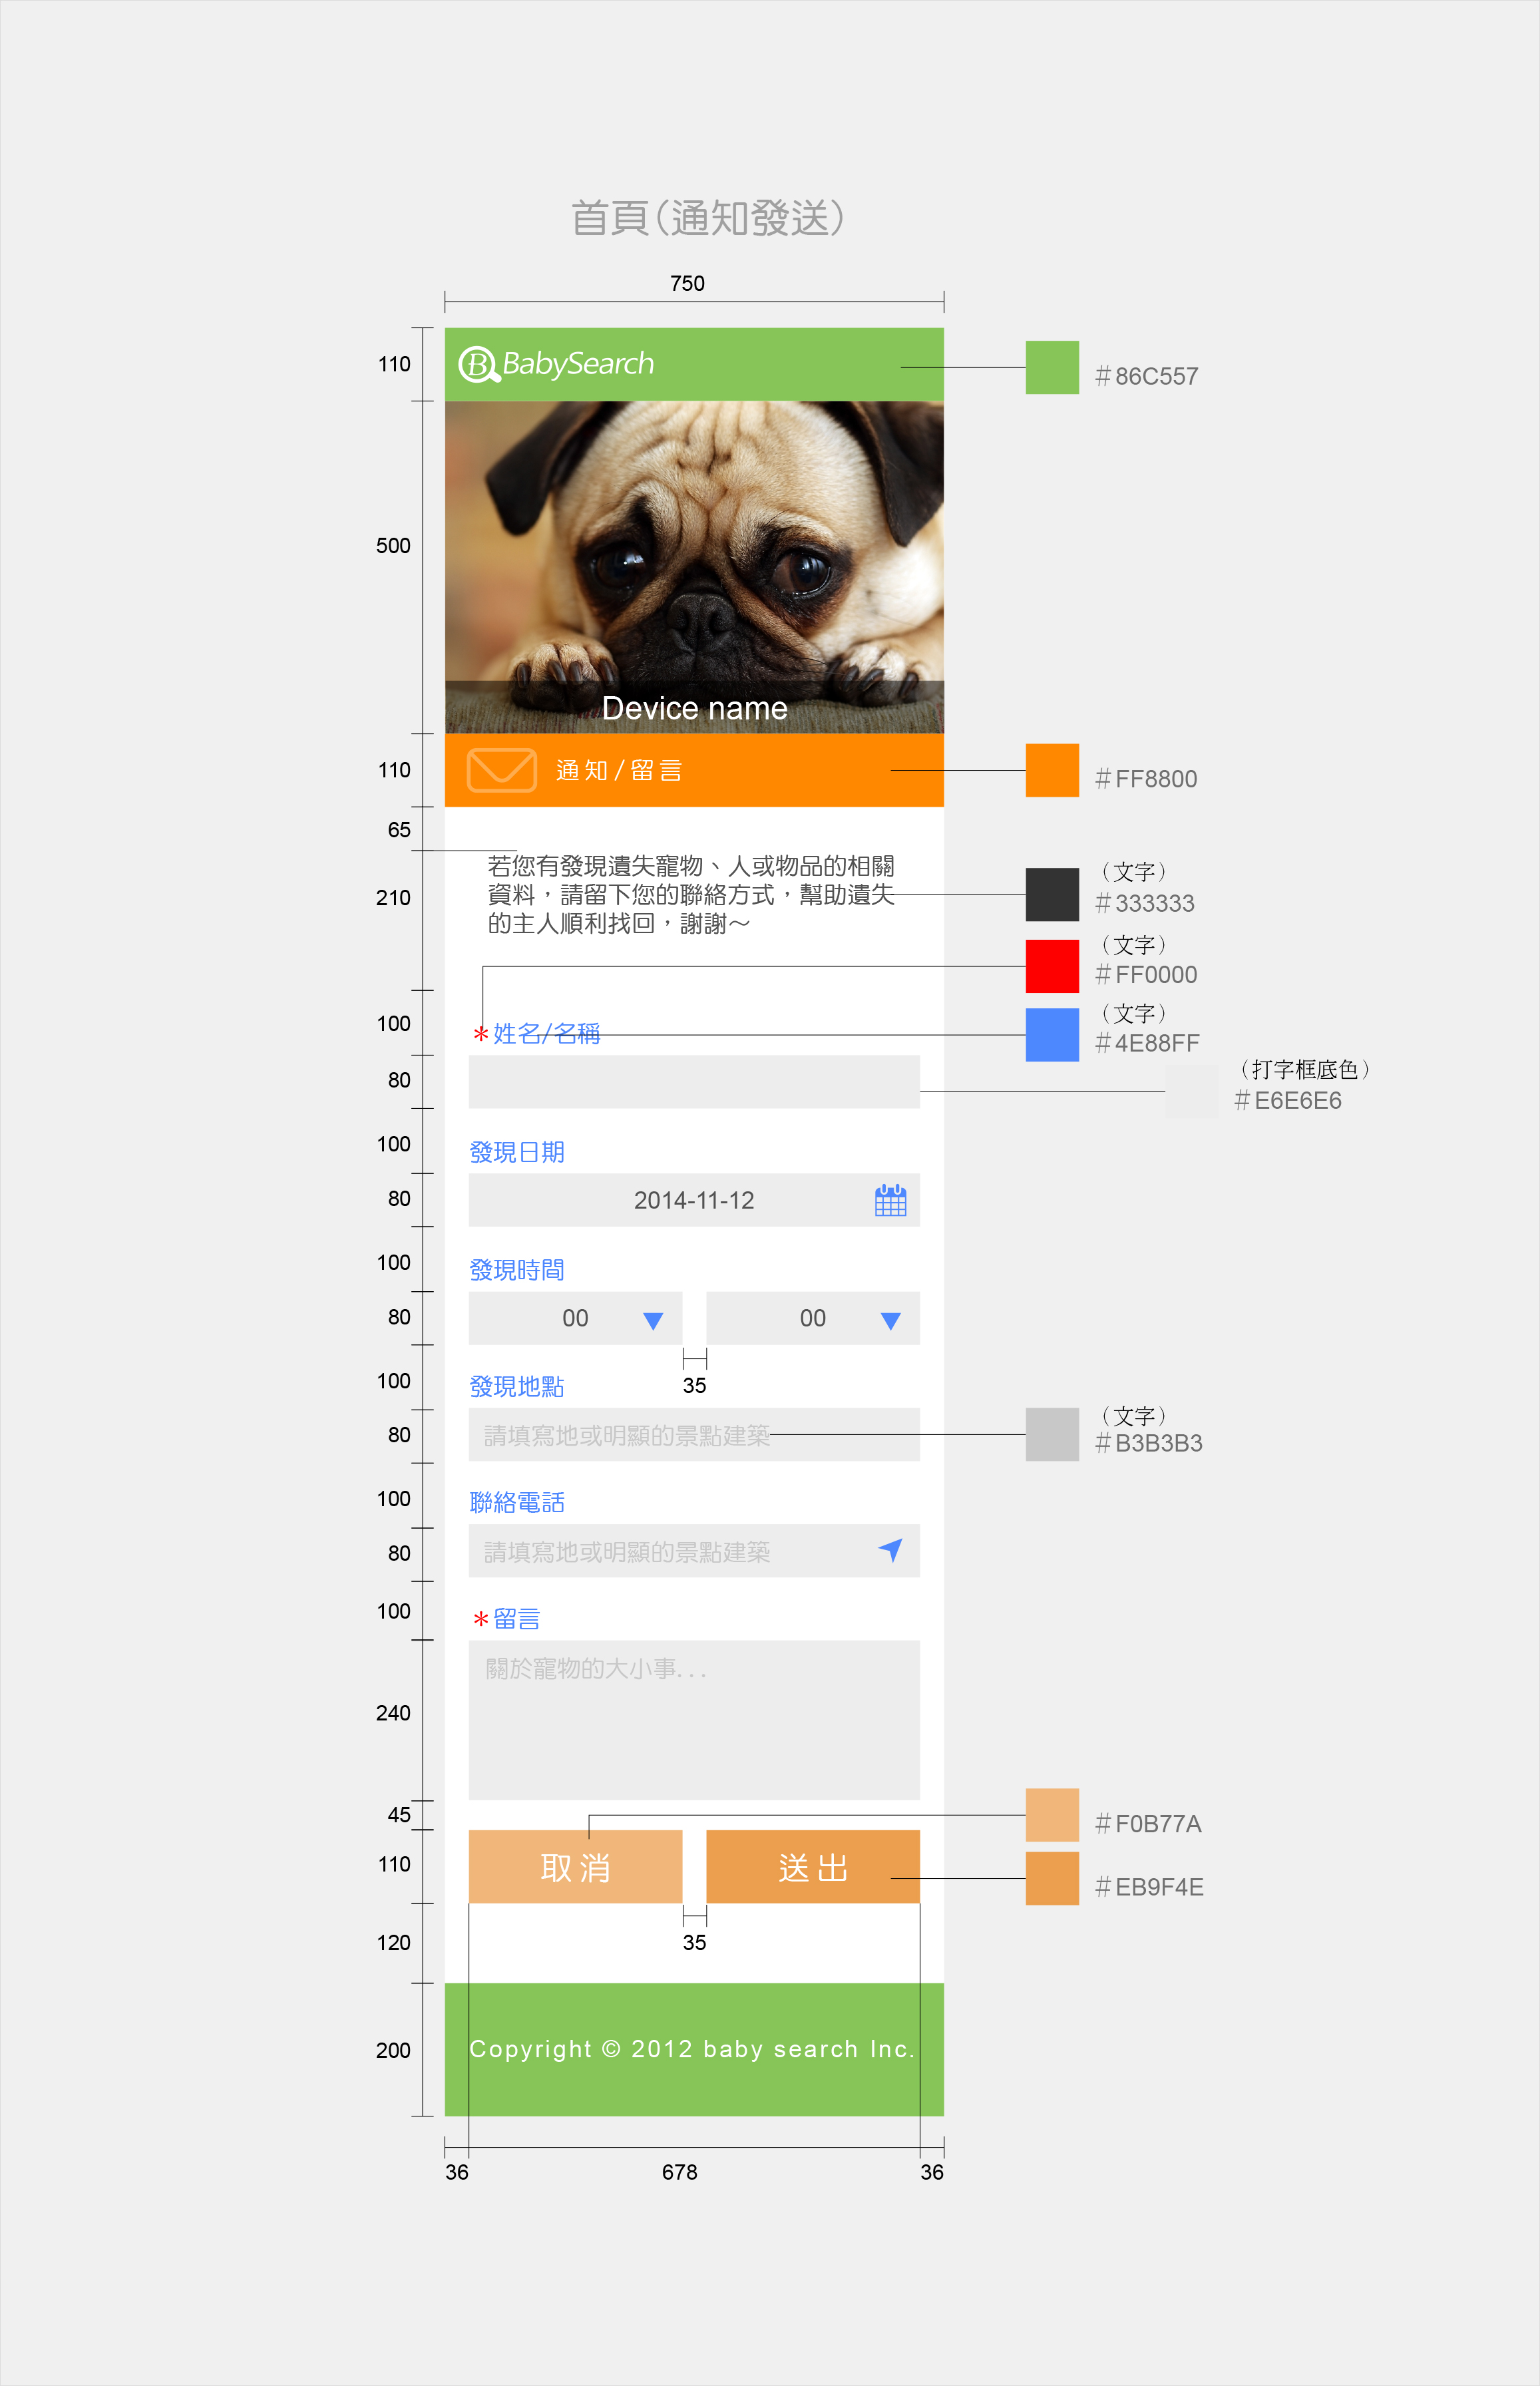 首頁(通知發送)
750
110
BabySearch
#86C557
500
Device name
110
通知/留言
#FF8800
65
210
若您有發現遺失寵物、人或物品的相關
資料，請留下您的聯絡方式，幫助遺失
的主人順利找回，謝謝～
(文字)
#333333
(文字)
#FF0000
100
*姓名/名稱
(文字)
#4E88FF
80
(打字框底色)
#E6E6E6
100
發現日期
80
2014-11-12
100
發現時間
80
00
00
35
100
發現地點
80
請填寫地或明顯的景點建築
(文字)
#B3B3B3
100
聯絡電話
80
請填寫地或明顯的景點建築
100
*留言
240
關於寵物的大小事...
45
#F0B77A
110
取消
送出
#EB9F4E
35
120
200
Copyright © 2012 baby search Inc.
36
678
36